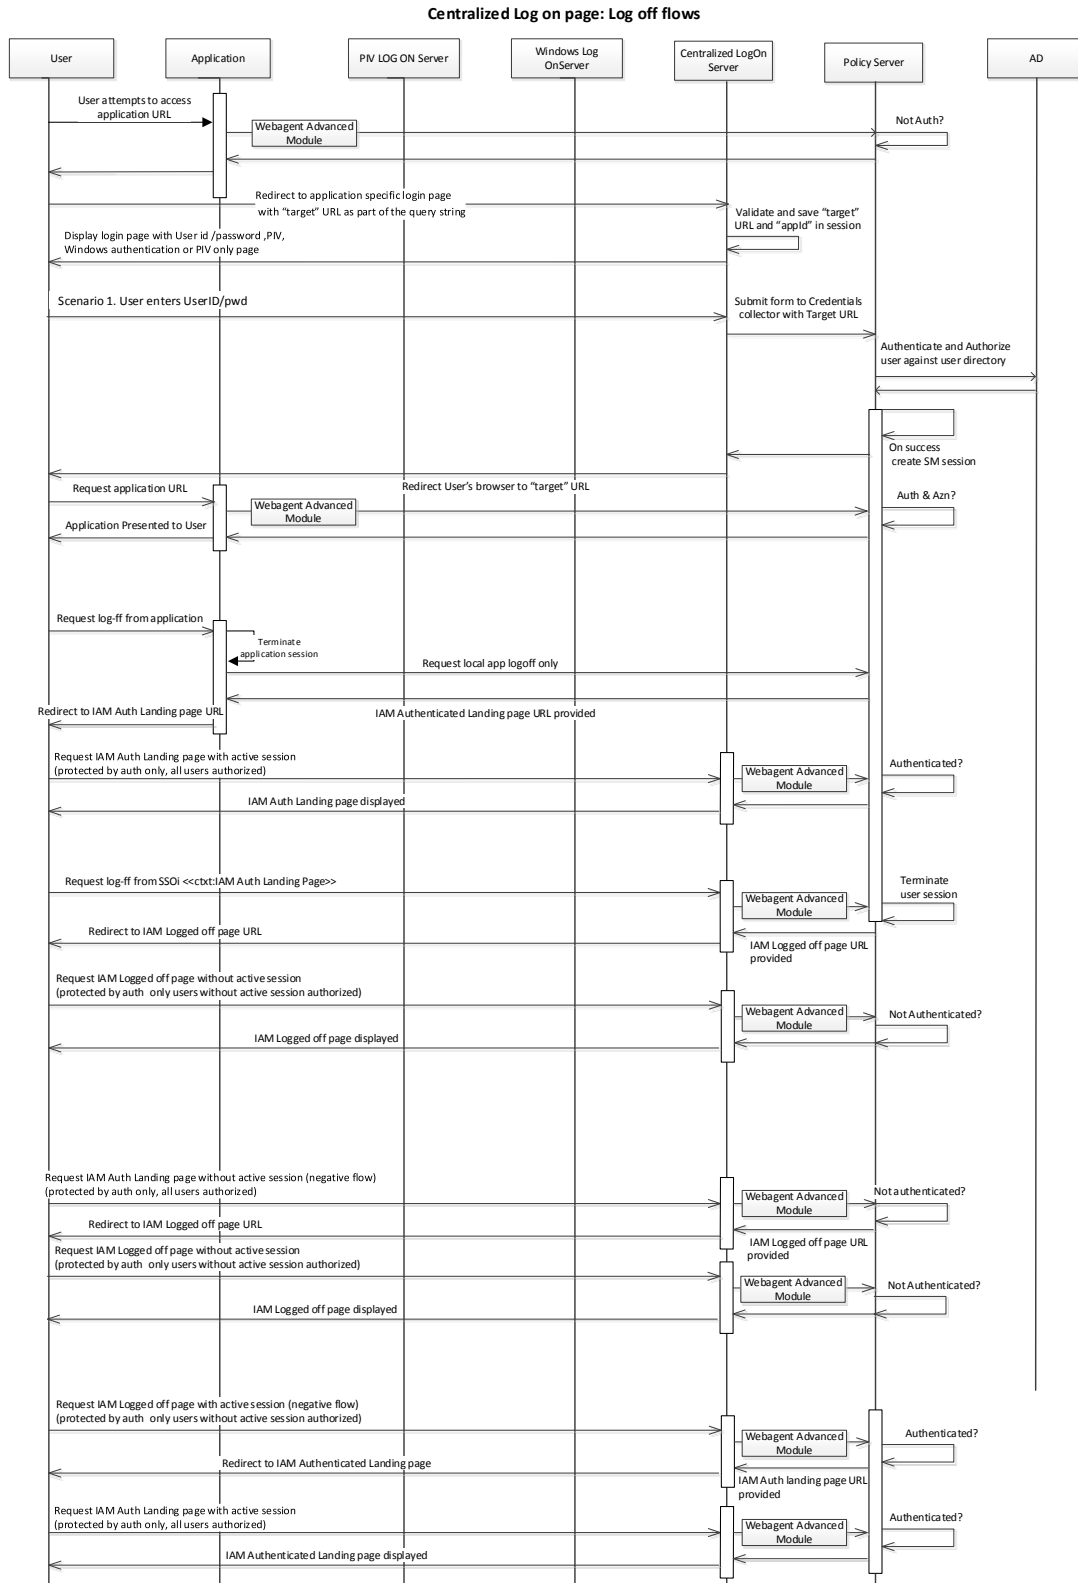 Centralized Log on page: Log off flows
User
Application
PIV LOG ON Server
Windows Log
OnServer
Centralized LogOn
Server
Policy Server
AD
User attempts to access
application URL
Webagent Advanced
Module
Not Auth?
Redirect to application specific login page
with “target” URL as part of the query string
Validate and save “target”
URL and “appId” in session
Display login page with User id /password ,PIV,
Windows authentication or PIV only page
Scenario 1. User enters UserID/pwd
Submit form to Credentials
collector with Target URL
Authenticate and Authorize
user against user directory
On success
create SM session
Redirect User’s browser to “target” URL
Request application URL
Webagent Advanced
Module
Auth & Azn?
Application Presented to User
Request log-ff from application
Terminate
application session
Request local app logoff only
Redirect to IAM Auth Landing page URL
IAM Authenticated Landing page URL provided
Request IAM Auth Landing page with active session
(protected by auth only, all users authorized)
Webagent Advanced
Module
Authenticated?
IAM Auth Landing page displayed
Request log-ff from SSOi <<ctxt:IAM Auth Landing Page>>
Webagent Advanced
Module
Terminate
user session
Redirect to IAM Logged off page URL
IAM Logged off page URL
provided
Request IAM Logged off page without active session
(protected by auth only users without active session authorized)
Webagent Advanced
Module
Not Authenticated?
IAM Logged off page displayed
Request IAM Auth Landing page without active session (negative flow)
(protected by auth only, all users authorized)
Webagent Advanced
Module
Not authenticated?
Redirect to IAM Logged off page URL
IAM Logged off page URL
provided
Request IAM Logged off page without active session
(protected by auth only users without active session authorized)
Webagent Advanced
Module
Not Authenticated?
IAM Logged off page displayed
Request IAM Logged off page with active session (negative flow)
(protected by auth only users without active session authorized)
Webagent Advanced
Module
Authenticated?
Redirect to IAM Authenticated Landing page
IAM Auth landing page URL
provided
Request IAM Auth Landing page with active session
(protected by auth only, all users authorized)
Webagent Advanced
Module
Authenticated?
IAM Authenticated Landing page displayed